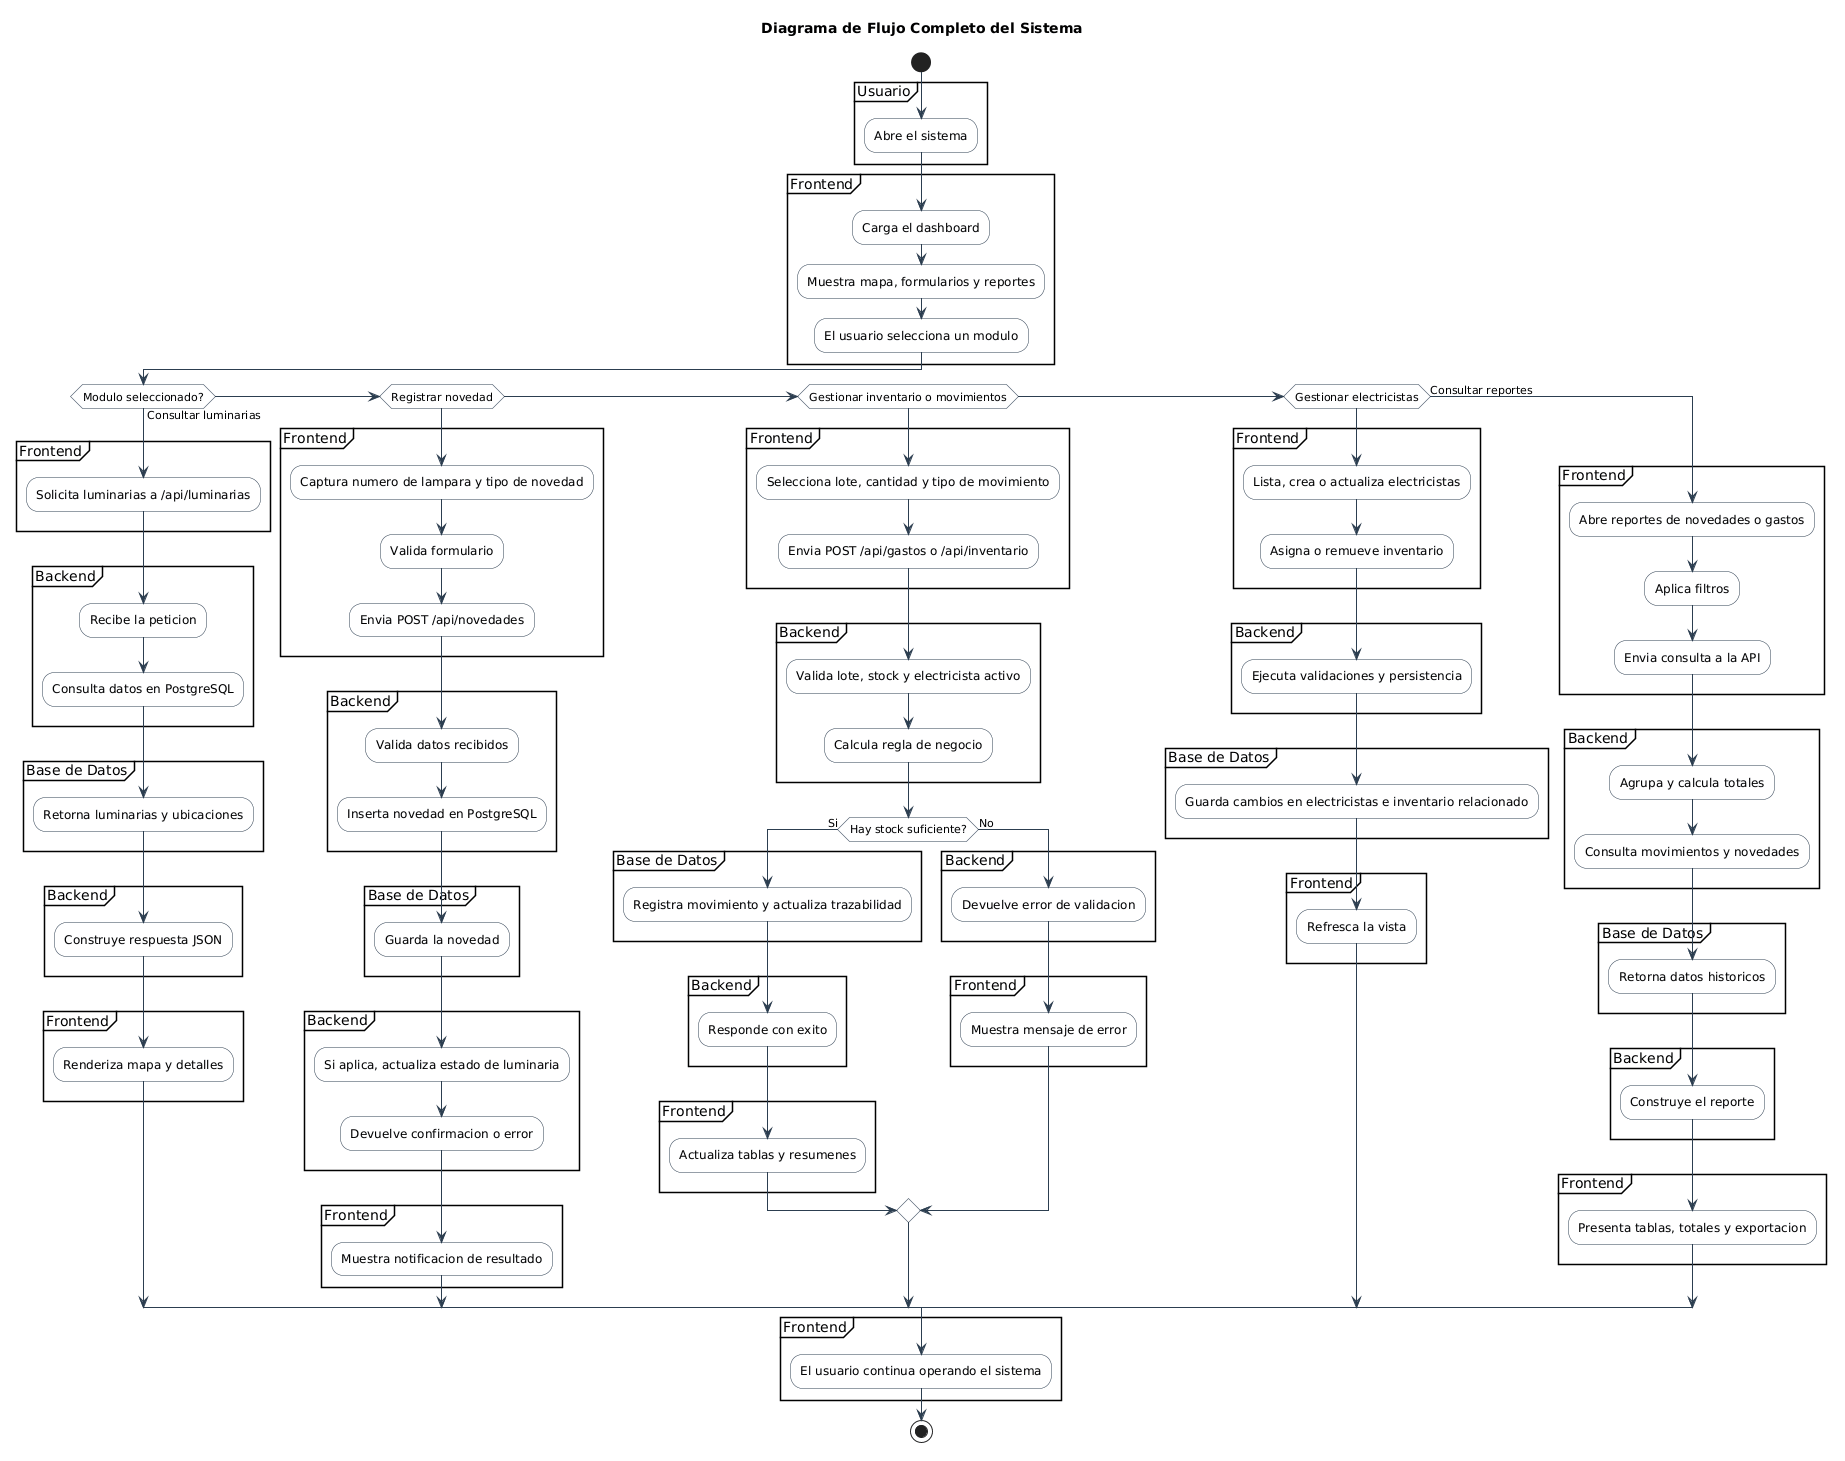 Diagrama de Flujo Completo del Sistema
Usuario
Abre el sistema
Frontend
Carga el dashboard
Muestra mapa, formularios y reportes
El usuario selecciona un modulo
Modulo seleccionado?
Consultar luminarias
Frontend
Solicita luminarias a /api/luminarias
Backend
Recibe la peticion
Consulta datos en PostgreSQL
Base de Datos
Retorna luminarias y ubicaciones
Backend
Construye respuesta JSON
Frontend
Renderiza mapa y detalles
Registrar novedad
Frontend
Captura numero de lampara y tipo de novedad
Valida formulario
Envia POST /api/novedades
Backend
Valida datos recibidos
Inserta novedad en PostgreSQL
Base de Datos
Guarda la novedad
Backend
Si aplica, actualiza estado de luminaria
Devuelve confirmacion o error
Frontend
Muestra notificacion de resultado
Gestionar inventario o movimientos
Frontend
Selecciona lote, cantidad y tipo de movimiento
Envia POST /api/gastos o /api/inventario
Backend
Valida lote, stock y electricista activo
Calcula regla de negocio
Hay stock suficiente?
Si
Base de Datos
Registra movimiento y actualiza trazabilidad
Backend
Responde con exito
Frontend
Actualiza tablas y resumenes
No
Backend
Devuelve error de validacion
Frontend
Muestra mensaje de error
Gestionar electricistas
Frontend
Lista, crea o actualiza electricistas
Asigna o remueve inventario
Backend
Ejecuta validaciones y persistencia
Base de Datos
Guarda cambios en electricistas e inventario relacionado
Frontend
Refresca la vista
Consultar reportes
Frontend
Abre reportes de novedades o gastos
Aplica filtros
Envia consulta a la API
Backend
Agrupa y calcula totales
Consulta movimientos y novedades
Base de Datos
Retorna datos historicos
Backend
Construye el reporte
Frontend
Presenta tablas, totales y exportacion
Frontend
El usuario continua operando el sistema